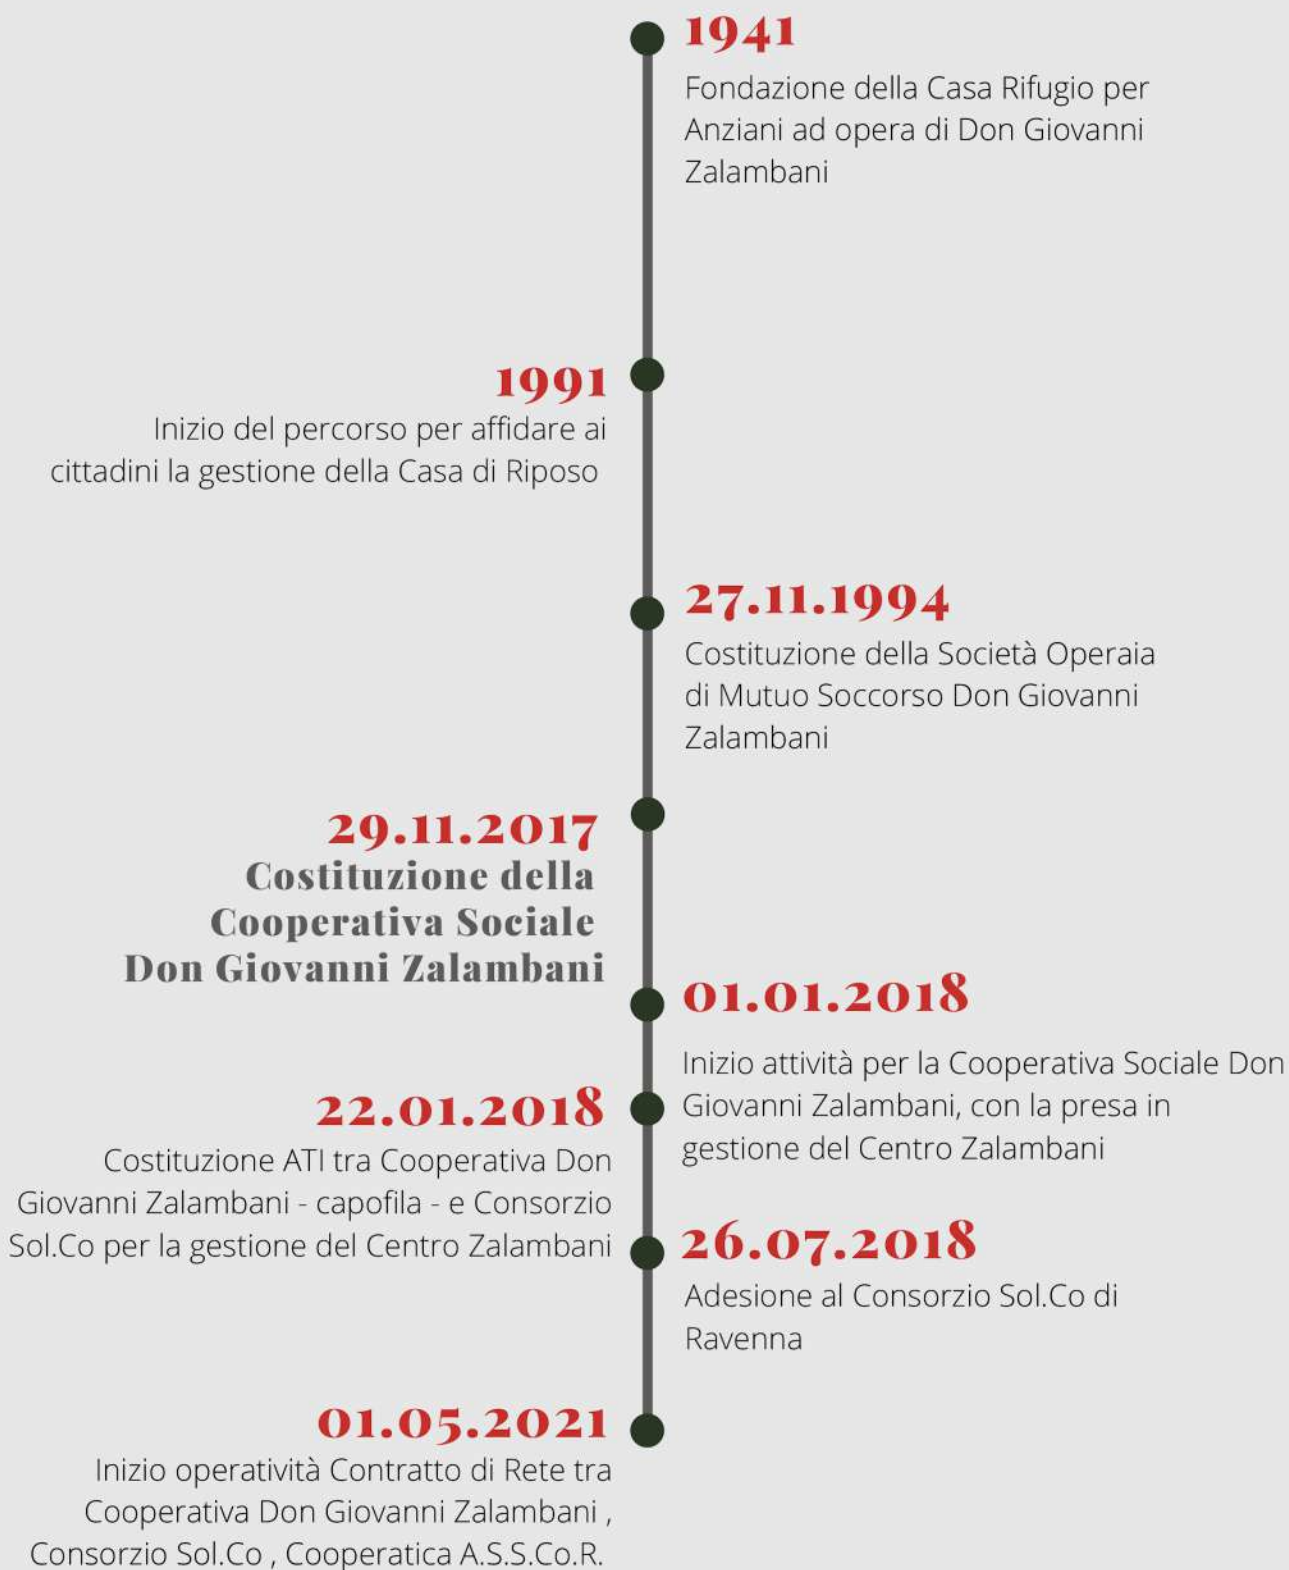 1941
Fondazione della Casa Rifugio per
Anziani ad opera di Don Giovanni
Zalambani
1991
Inizio del percorso per affidare ai
cittadini la gestione della Casa di Riposo
27.11.1994
Costituzione della Società Operaia
di Mutuo Soccorso Don Giovanni
Zalambani
29.11.2017
Costituzione della
Cooperativa Sociale
Don Giovanni Zalambani
01.01.2018
Inizio attività per la Cooperativa Sociale Don
Giovanni Zalambani, con la presa in
gestione del Centro Zalambani
22.01.2018
Costituzione ATI tra Cooperativa Don
Giovanni Zalambani - capofila - e Consorzio
Sol.Co per la gestione del Centro Zalambani
26.07.2018
Adesione al Consorzio Sol.Co di
Ravenna
01.05.2021
Inizio operatività Contratto di Rete tra
Cooperativa Don Giovanni Zalambani ,
Consorzio Sol.Co , Cooperatica A.S.S.Co.R.